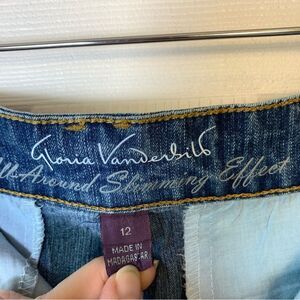 Gloria Vanderbilt
All Around Slimming Effect
12
MADE IN
MADAGASCAR